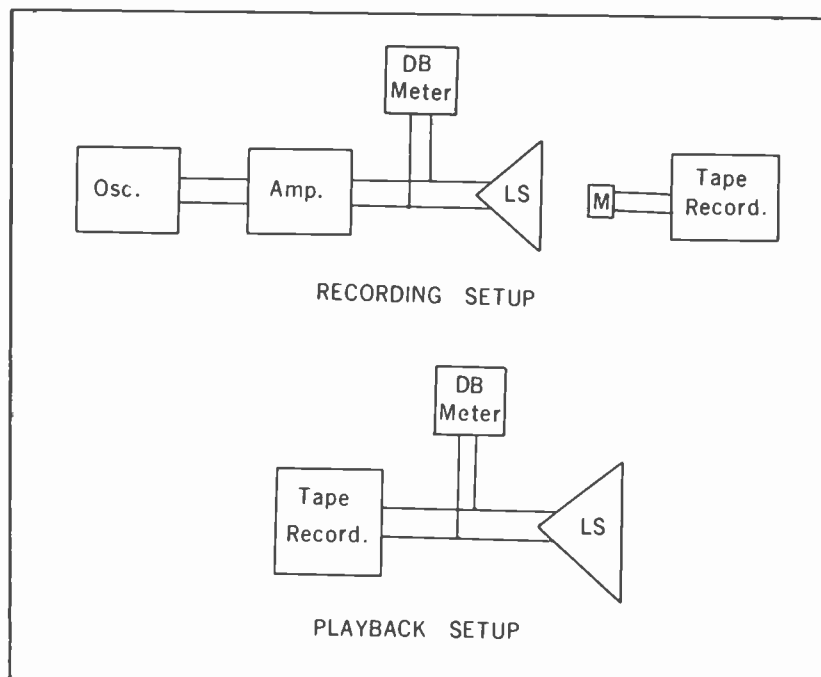 DB
Meter
Osc.
Amp.
LS
M
Tape
Record.
RECORDING SETUP
DB
Meter
Tape
Record.
LS
PLAYBACK SETUP